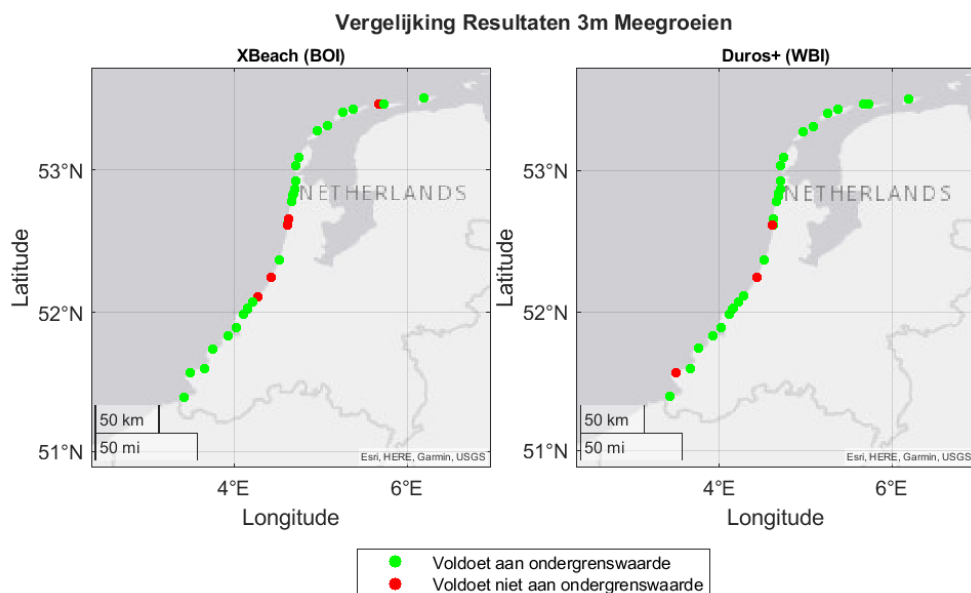 Vergelijking Resultaten 3m Meegroeien
XBeach (BOI)
Latitude
53°N
52°N
51°N
NETHERLANDS
50 km
50 mi
Esri, HERE, Garmin, USGS
4°E
6°E
Longitude
Duros+ (WBI)
Latitude
53°N
52°N
51°N
NETHERLANDS
50 km
50 mi
Esri, HERE, Garmin, USGS
4°E
6°E
Longitude
Voldoet aan ondergrenswaarde
Voldoet niet aan ondergrenswaarde